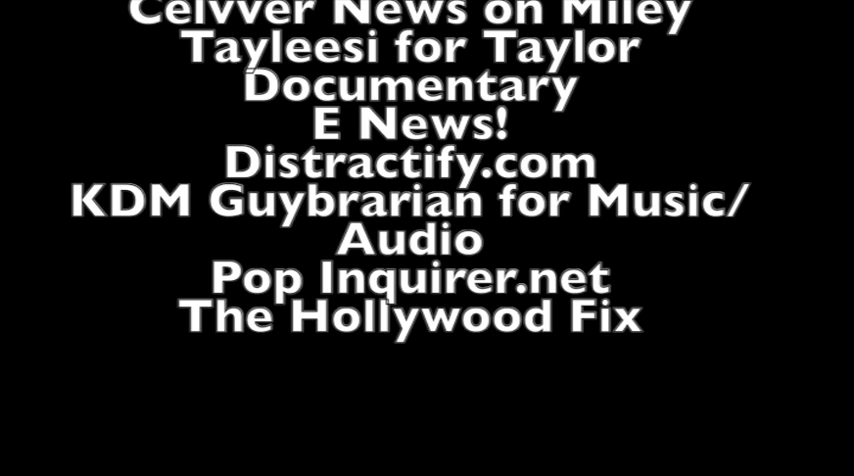 Celvver News on Miley
Tayleesi for Taylor
Documentary
E News!
Distractify.com
KDM Guybrarian for Music/
Audio
Pop Inquirer.net
The Hollywood Fix